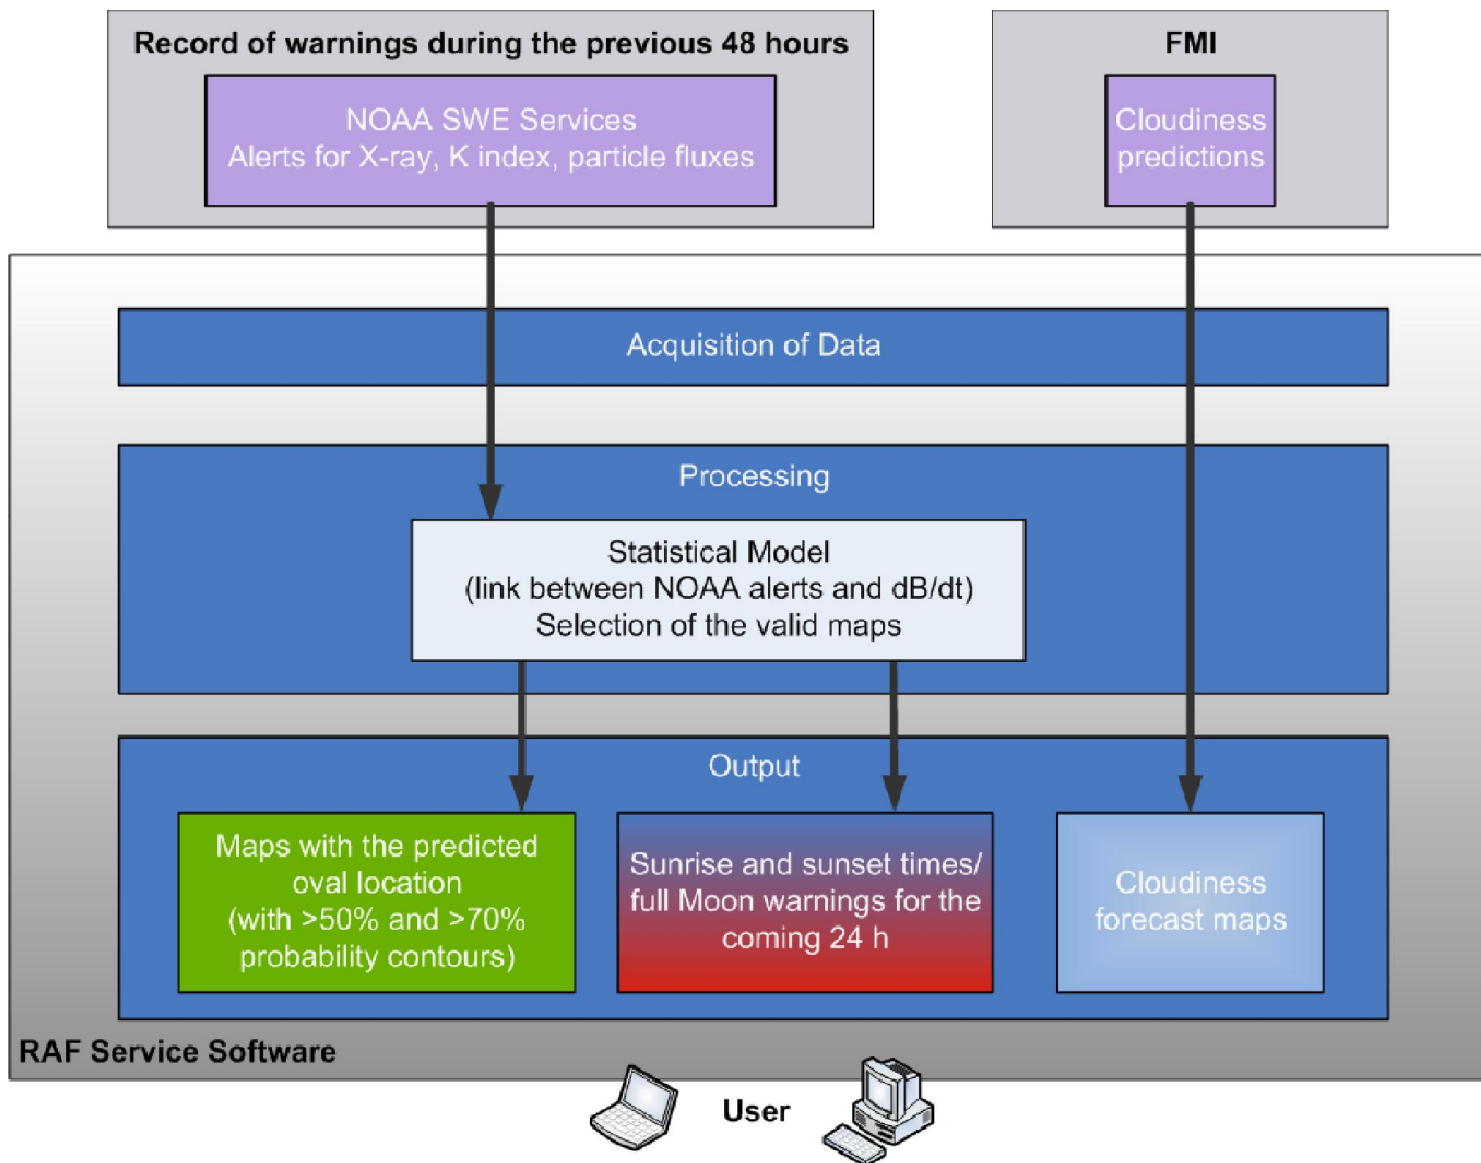 Record of warnings during the previous 48 hours
NOAA SWE Services
Alerts for X-ray, K index, particle fluxes
FMI
Cloudiness
predictions
Acquisition of Data
Processing
Statistical Model
(link between NOAA alerts and dB/dt)
Selection of the valid maps
Output
Maps with the predicted
oval location
(with >50% and >70%
probability contours)
Sunrise and sunset times/
full Moon warnings for the
coming 24 h
Cloudiness
forecast maps
RAF Service Software
User